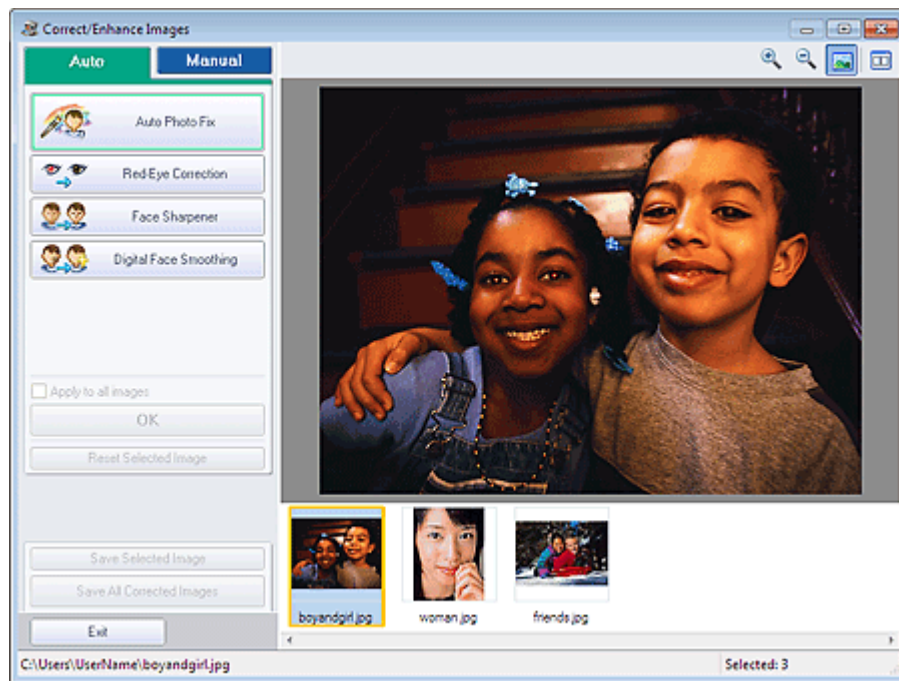 Correct/Enhance Images
Auto
Manual
Auto Photo Fix
Red-Eye Correction
Face Sharpener
Digital Face Smoothing
Apply to all images
OK
Reset Selected Image
Save Selected Image
Save All Corrected Images
Exit
boyandgirl.jpg
woman.jpg
friends.jpg
C:\Users\UserName\boyandgirl.jpg
Selected: 3